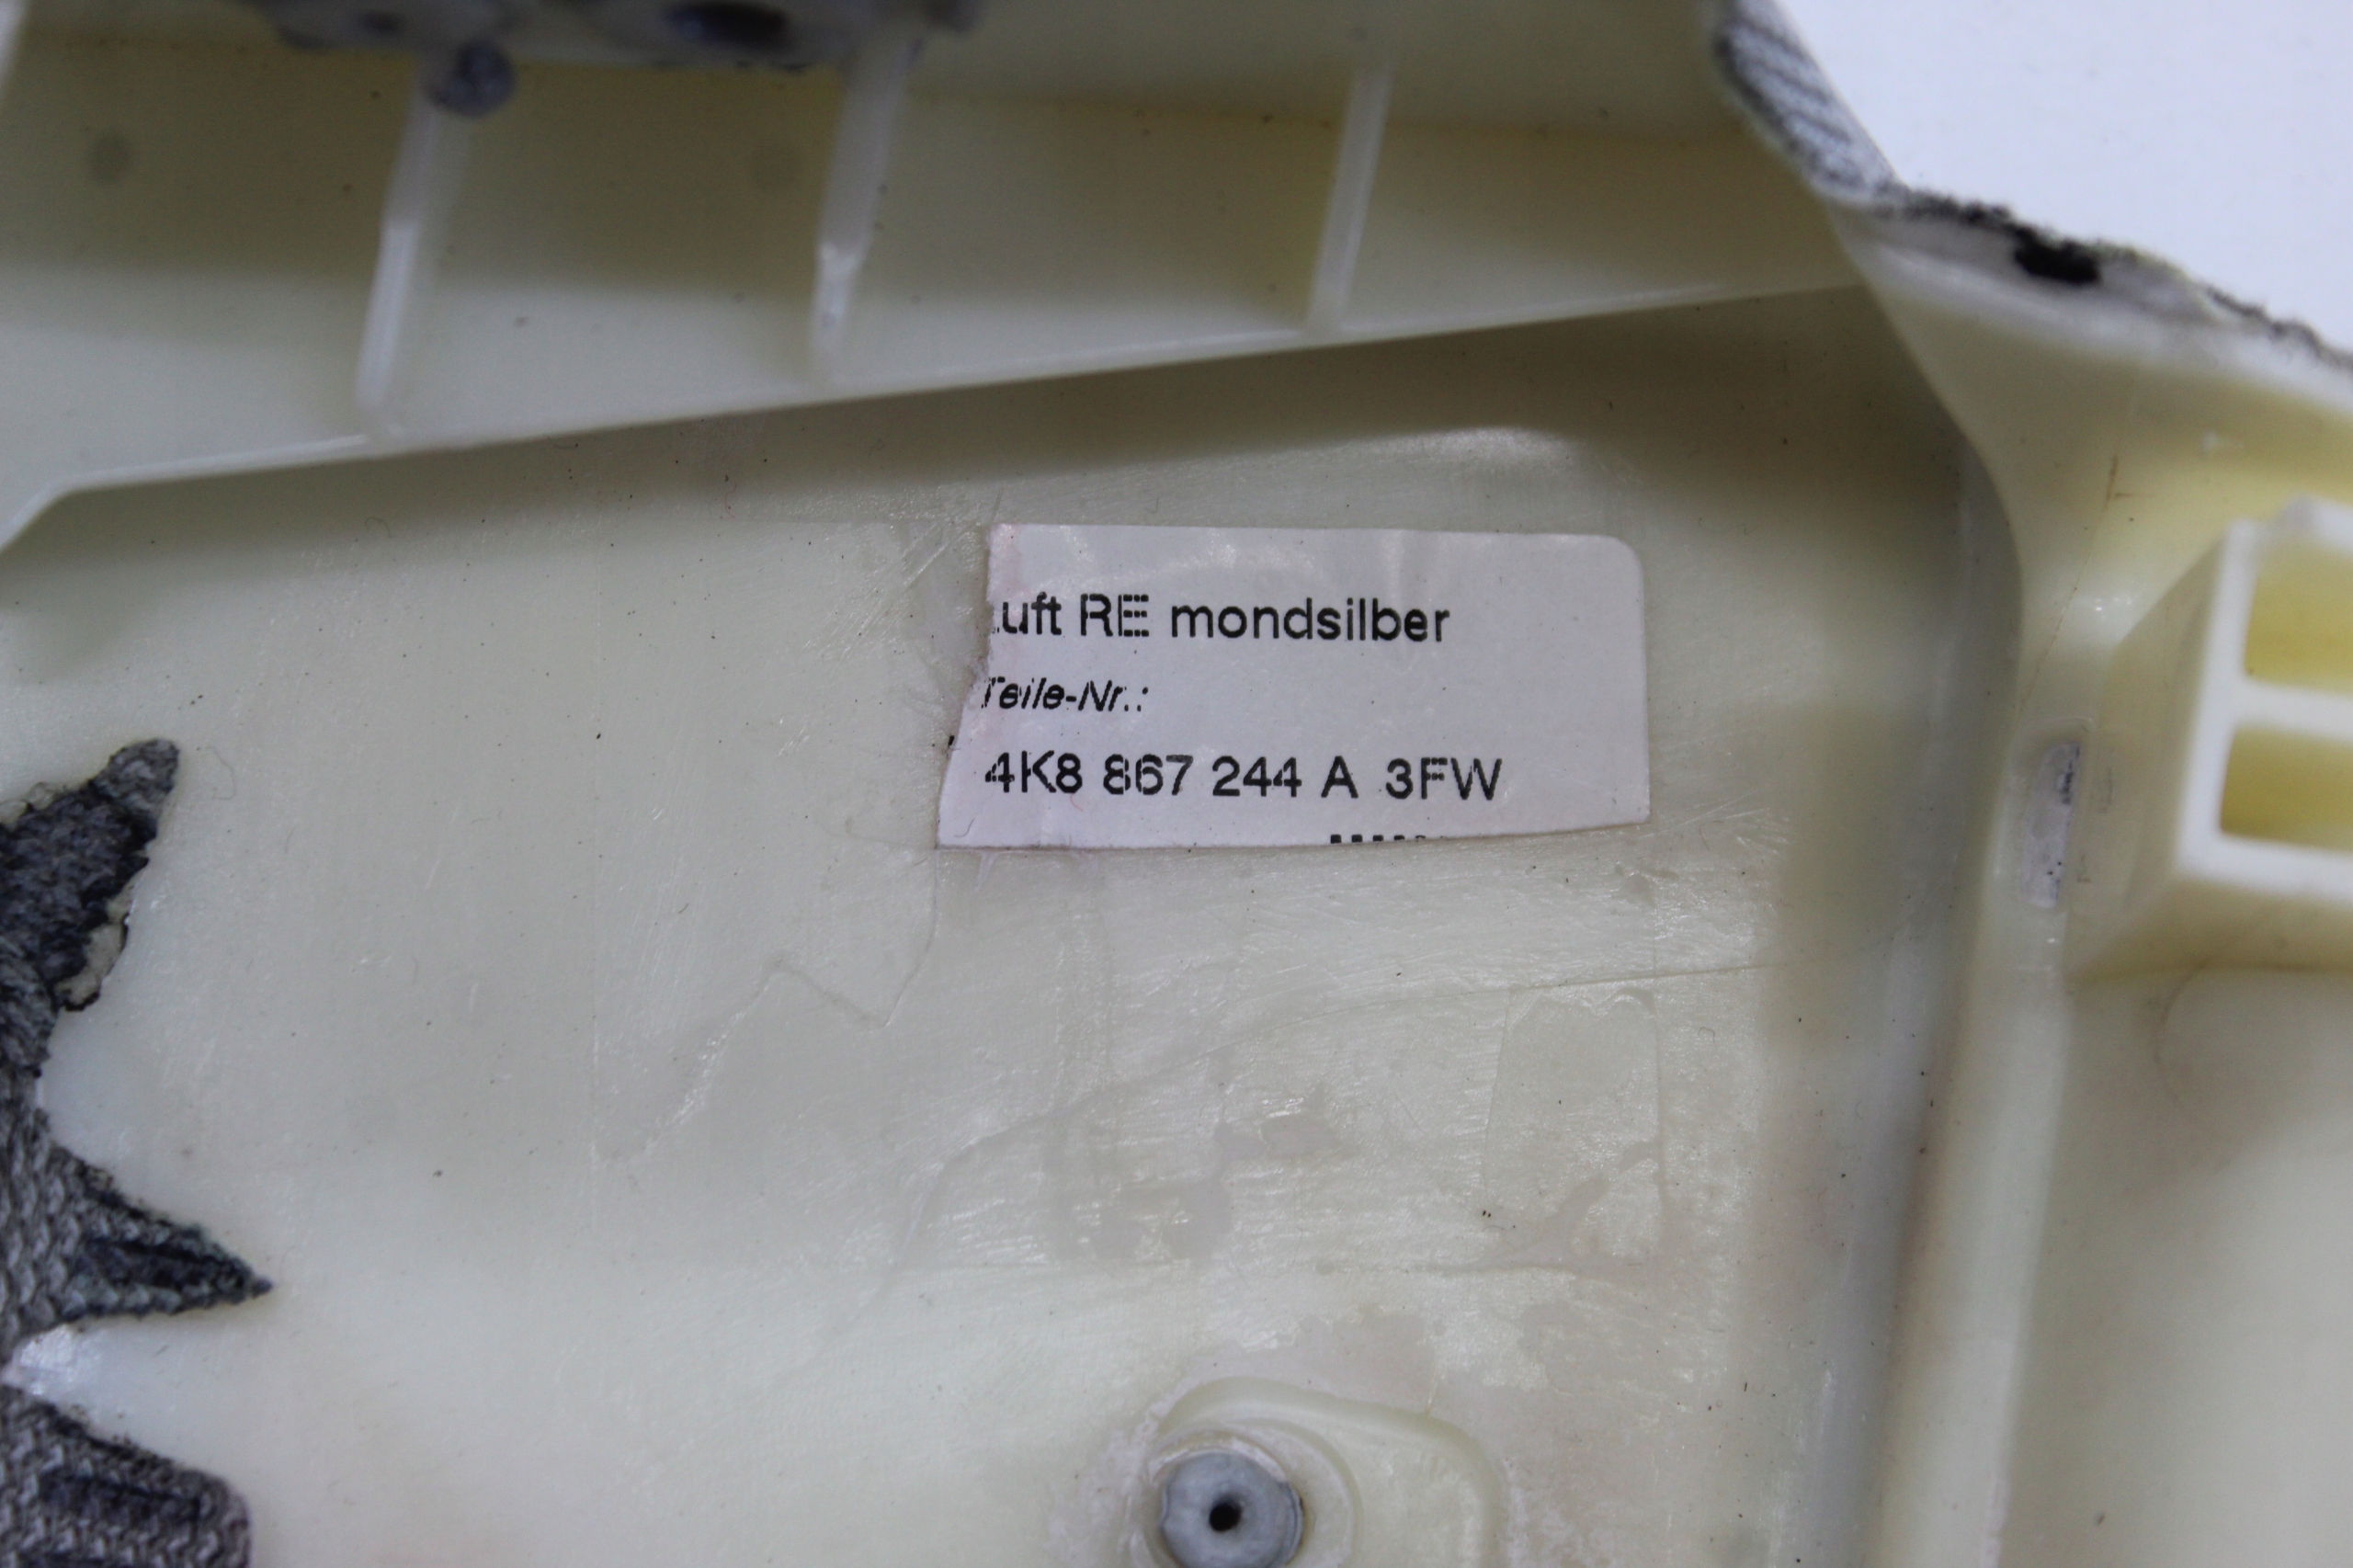 uft RE mondsilber
Teile-Nr.:
4K8 867 244 A 3FW